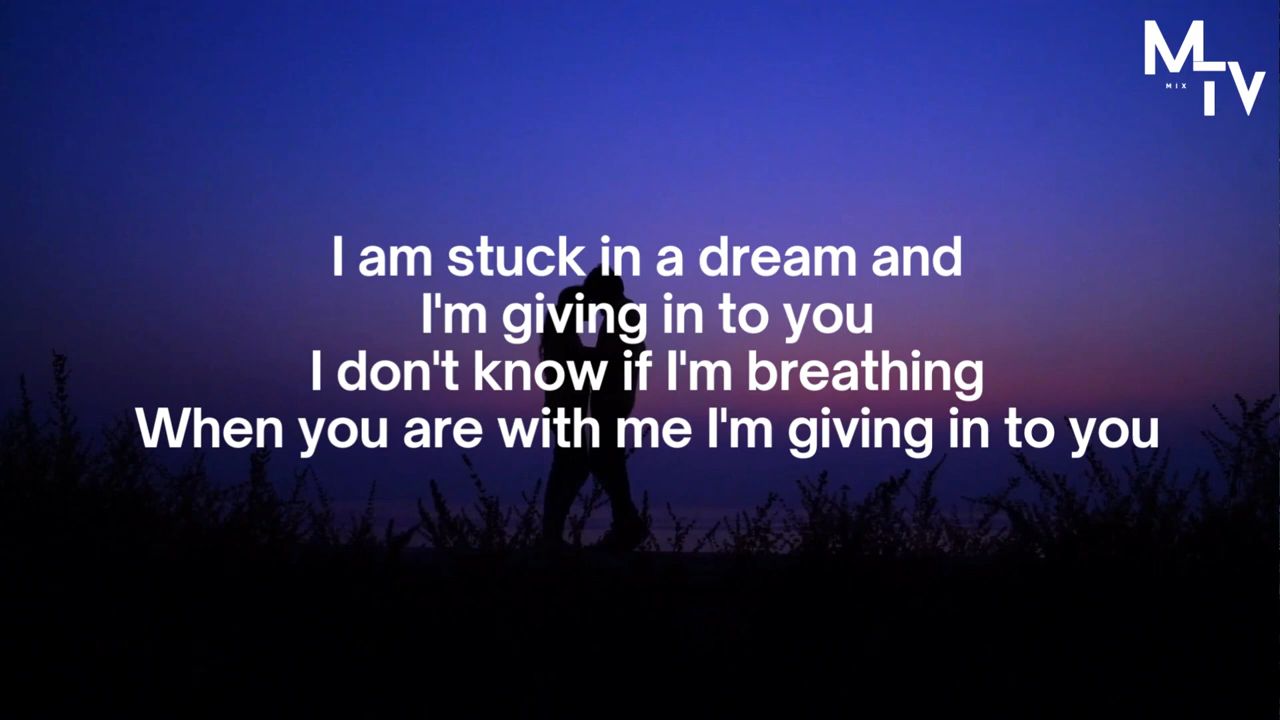 MLTV
MIX
I am stuck in a dream and
I'm giving in to you
I don't know if I'm breathing
When you are with me I'm giving in to you